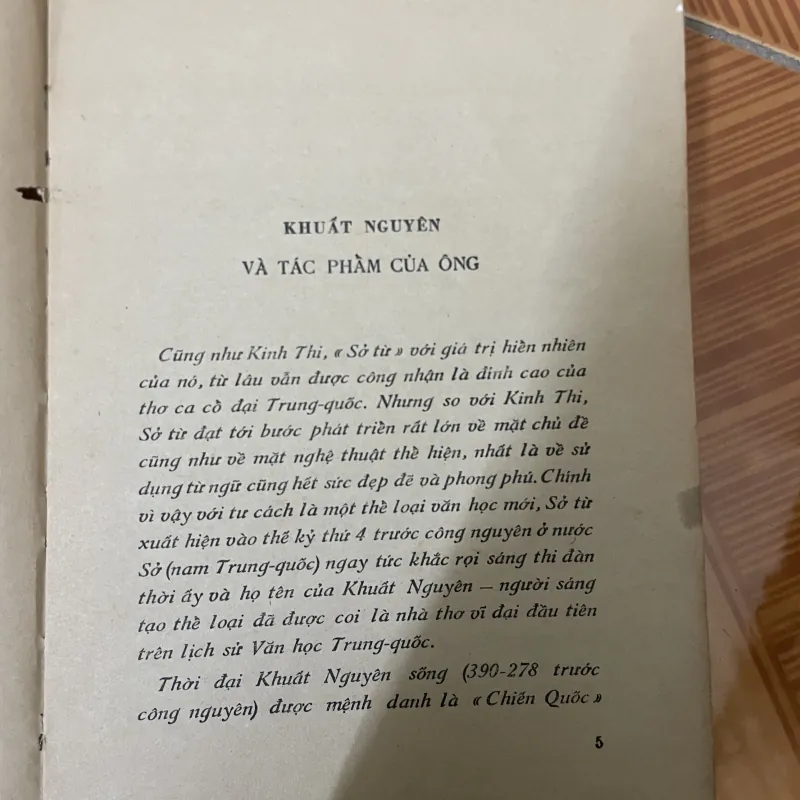 KHUẤT NGUYÊN
VÀ TÁC PHẨM CỦA ÔNG
Cũng như Kinh Thi, « Sở từ » với giá trị hiển nhiên
của nó, từ lâu vẫn được công nhận là đỉnh cao của
thơ ca cổ đại Trung-quốc. Nhưng so với Kinh Thi,
Sở từ đạt tới bước phát triển rất lớn về mặt chủ đề
cũng như về mặt nghệ thuật thể hiện, nhất là về sử
dụng từ ngữ cũng hết sức đẹp đẽ và phong phú. Chính
vì vậy với tư cách là một thể loại văn học mới, Sở từ
xuất hiện vào thế kỷ thứ 4 trước công nguyên ở nước
Sở (nam Trung-quốc) ngay tức khắc rọi sáng thi đàn
thời ấy và họ tên của Khuất Nguyên — người sáng
tạo thể loại đã được coi là nhà thơ vĩ đại đầu tiên
trên lịch sử Văn học Trung-quốc.
Thời đại Khuất Nguyên sống (390-278 trước
công nguyên) được mệnh danh là « Chiến Quốc »
5